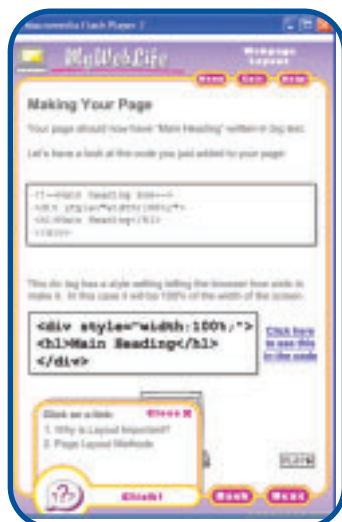 Macromedia Flash Player 7
MyWebLife
Webpage
Layout
Home Exit Help
Making Your Page
Your page should now have "Main Heading" written in big text.
Let's have a look at the code you just added to your page:
<!--Main Heading Box-->
<div style="width:100%;">
<h1>Main Heading</h1>
</div>
This div tag has a style setting telling the browser how wide to
make it. In this case it will be 100% of the width of the screen.
<div style="width:100%;">
<h1>Main Heading</h1>
</div>
Click here
to see this
in the code
Click on a link:
Close X
1. Why is Layout Important?
2. Page Layout Methods
Back
Next